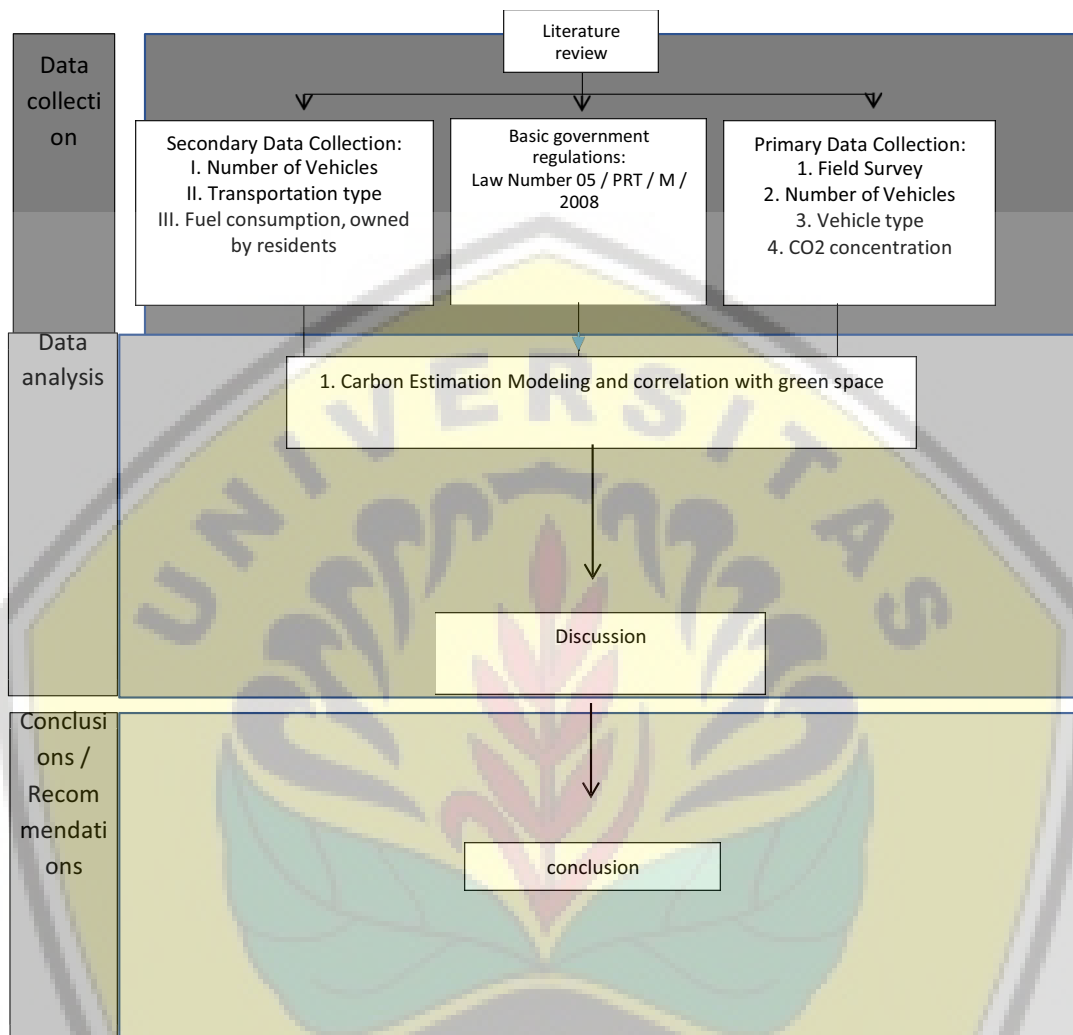 Literature
review
Data
collecti
on
Secondary Data Collection:
I. Number of Vehicles
II. Transportation type
III. Fuel consumption, owned
by residents
Basic government
regulations:
Law Number 05 / PRT / M /
2008
Primary Data Collection:
1. Field Survey
2. Number of Vehicles
3. Vehicle type
4. CO2 concentration
Data
analysis
1. Carbon Estimation Modeling and correlation with green space
UNIVERSITAS
Discussion
Conclusi
ons /
Recom
mendati
ons
conclusion